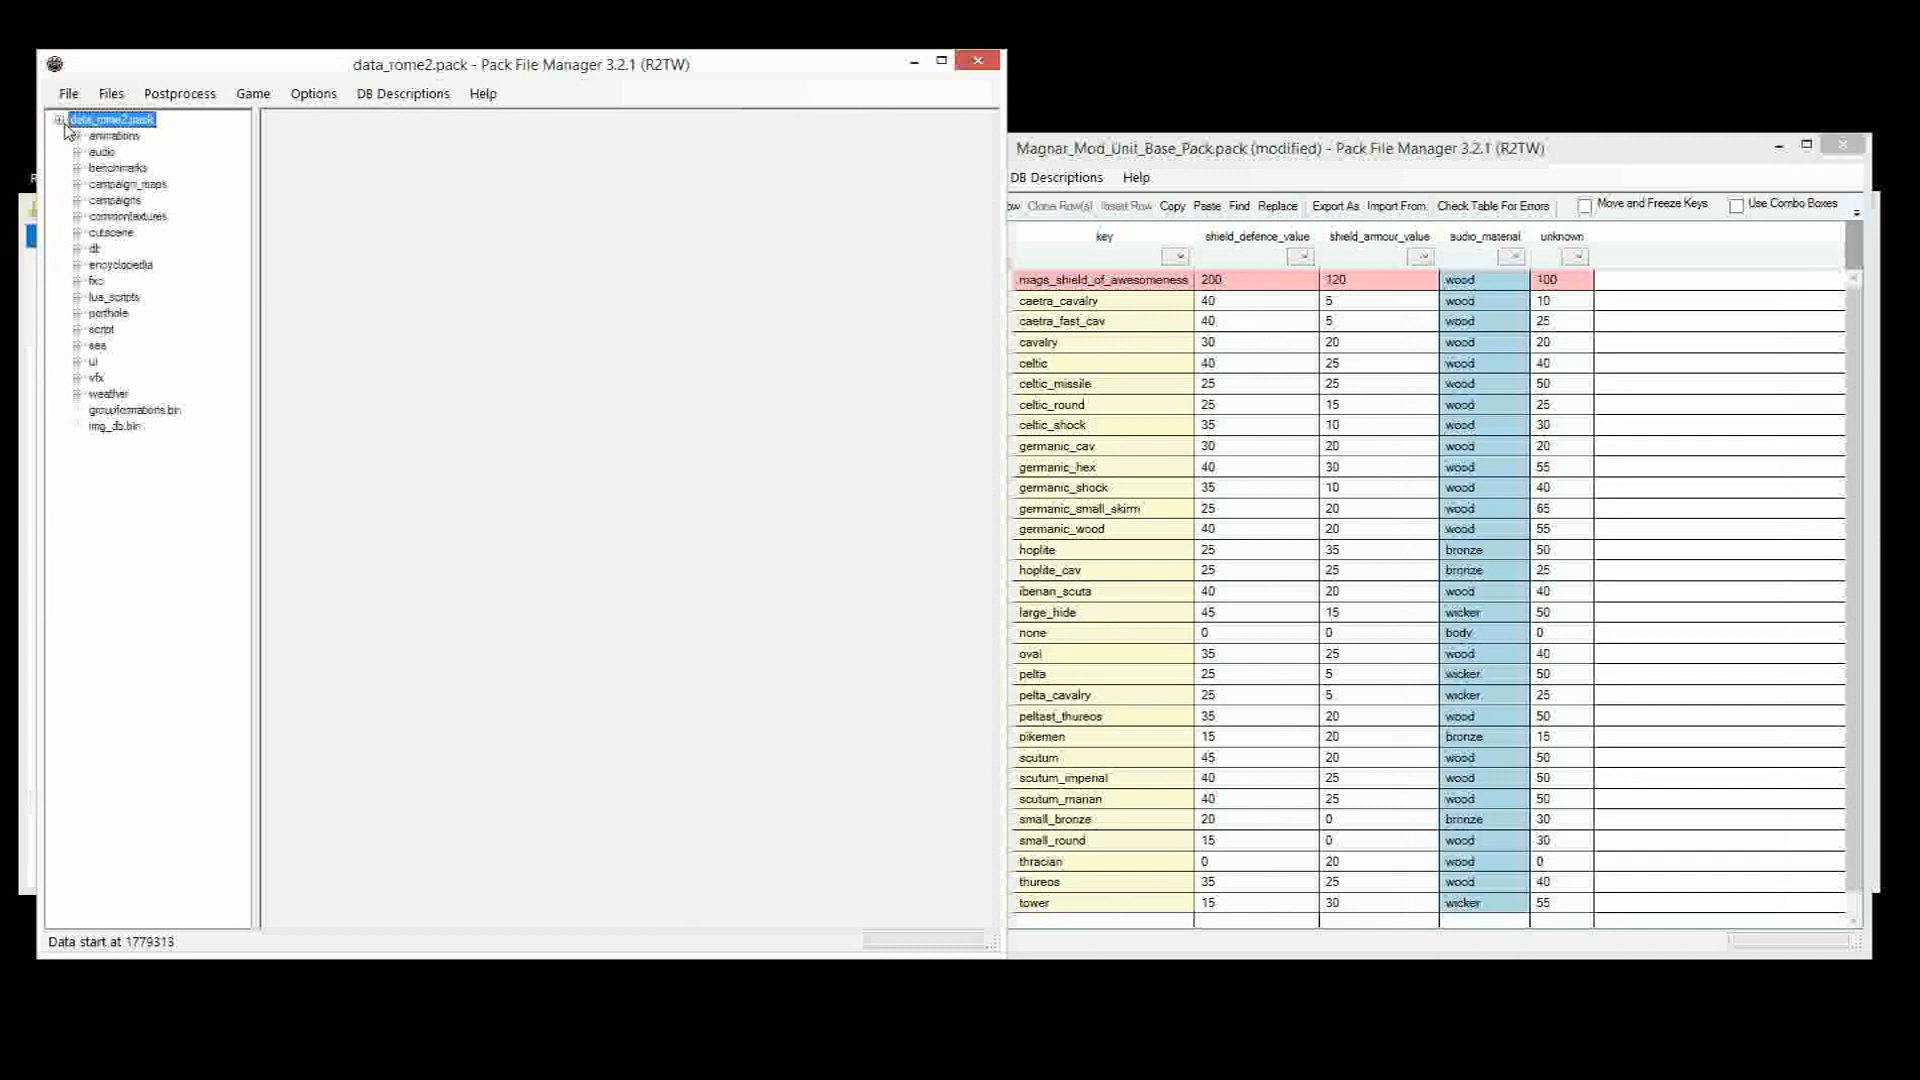 data_rome2.pack - Pack File Manager 3.2.1 (R2TW)
File Files Postprocess Game Options DB Descriptions Help
data_rome2.pack
animations
audio
benchmarks
campaign_maps
campaigns
commontextures
cutscene
db
encyclopedia
fxc
lua_scripts
porthole
script
ui
vfx
weather
groupformations.bin
img_db.bin
Data start at 1779313
Magnar_Mod_Unit_Base_Pack.pack (modified) - Pack File Manager 3.2.1 (R2TW)
DB Descriptions Help
Clone Row(s) Insert Row Copy Paste Find Replace Export As Import From Check Table For Errors Move and Freeze Keys Use Combo Boxes
key shield_defence_value shield_armour_value audio_material unknown
mags_shield_of_awesomeness 200 120 wood 100
caetra_cavalry 40 5 wood 10
caetra_fast_cav 40 5 wood 25
cavalry 30 20 wood 20
celtic 40 25 wood 40
celtic_missile 25 25 wood 50
celtic_round 25 15 wood 25
celtic_shock 35 10 wood 30
germanic_cav 30 20 wood 20
germanic_hex 40 30 wood 55
germanic_shock 35 10 wood 40
germanic_small_skirm 25 20 wood 65
germanic_wood 40 20 wood 55
hoplite 25 35 bronze 50
hoplite_cav 25 25 bronze 25
iberian_scuta 40 20 wood 40
large_hide 45 15 wicker 50
none 0 0 body 0
oval 35 25 wood 40
pelta 25 5 wicker 50
pelta_cavalry 25 5 wicker 25
peltast_thureos 35 20 wood 50
pikemen 15 20 bronze 15
scutum 45 20 wood 50
scutum_imperial 40 25 wood 50
scutum_marian 40 25 wood 50
small_bronze 20 0 bronze 30
small_round 15 0 wood 30
thracian 0 20 wood 0
thureos 35 25 wood 40
tower 15 30 wicker 55